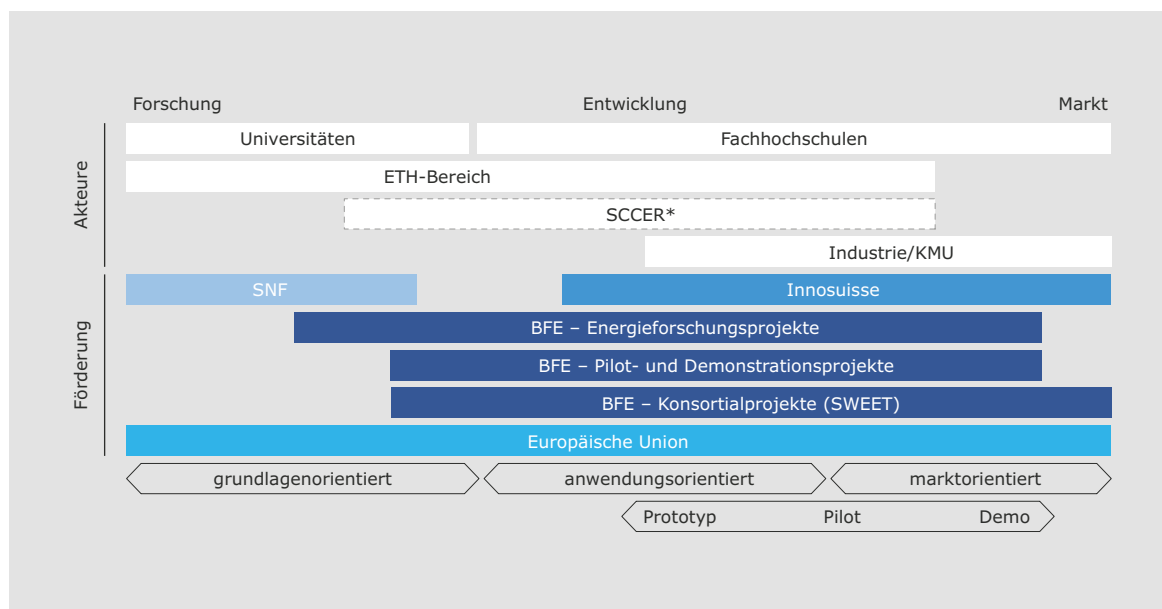 Forschung Entwicklung Markt
Akteure
Universitäten Fachhochschulen
ETH-Bereich
SCCER*
Industrie/KMU
Förderung
SNF Innosuisse
BFE – Energieforschungsprojekte
BFE – Pilot- und Demonstrationsprojekte
BFE – Konsortialprojekte (SWEET)
Europäische Union
grundlagenorientiert anwendungsorientiert marktorientiert
Prototyp Pilot Demo